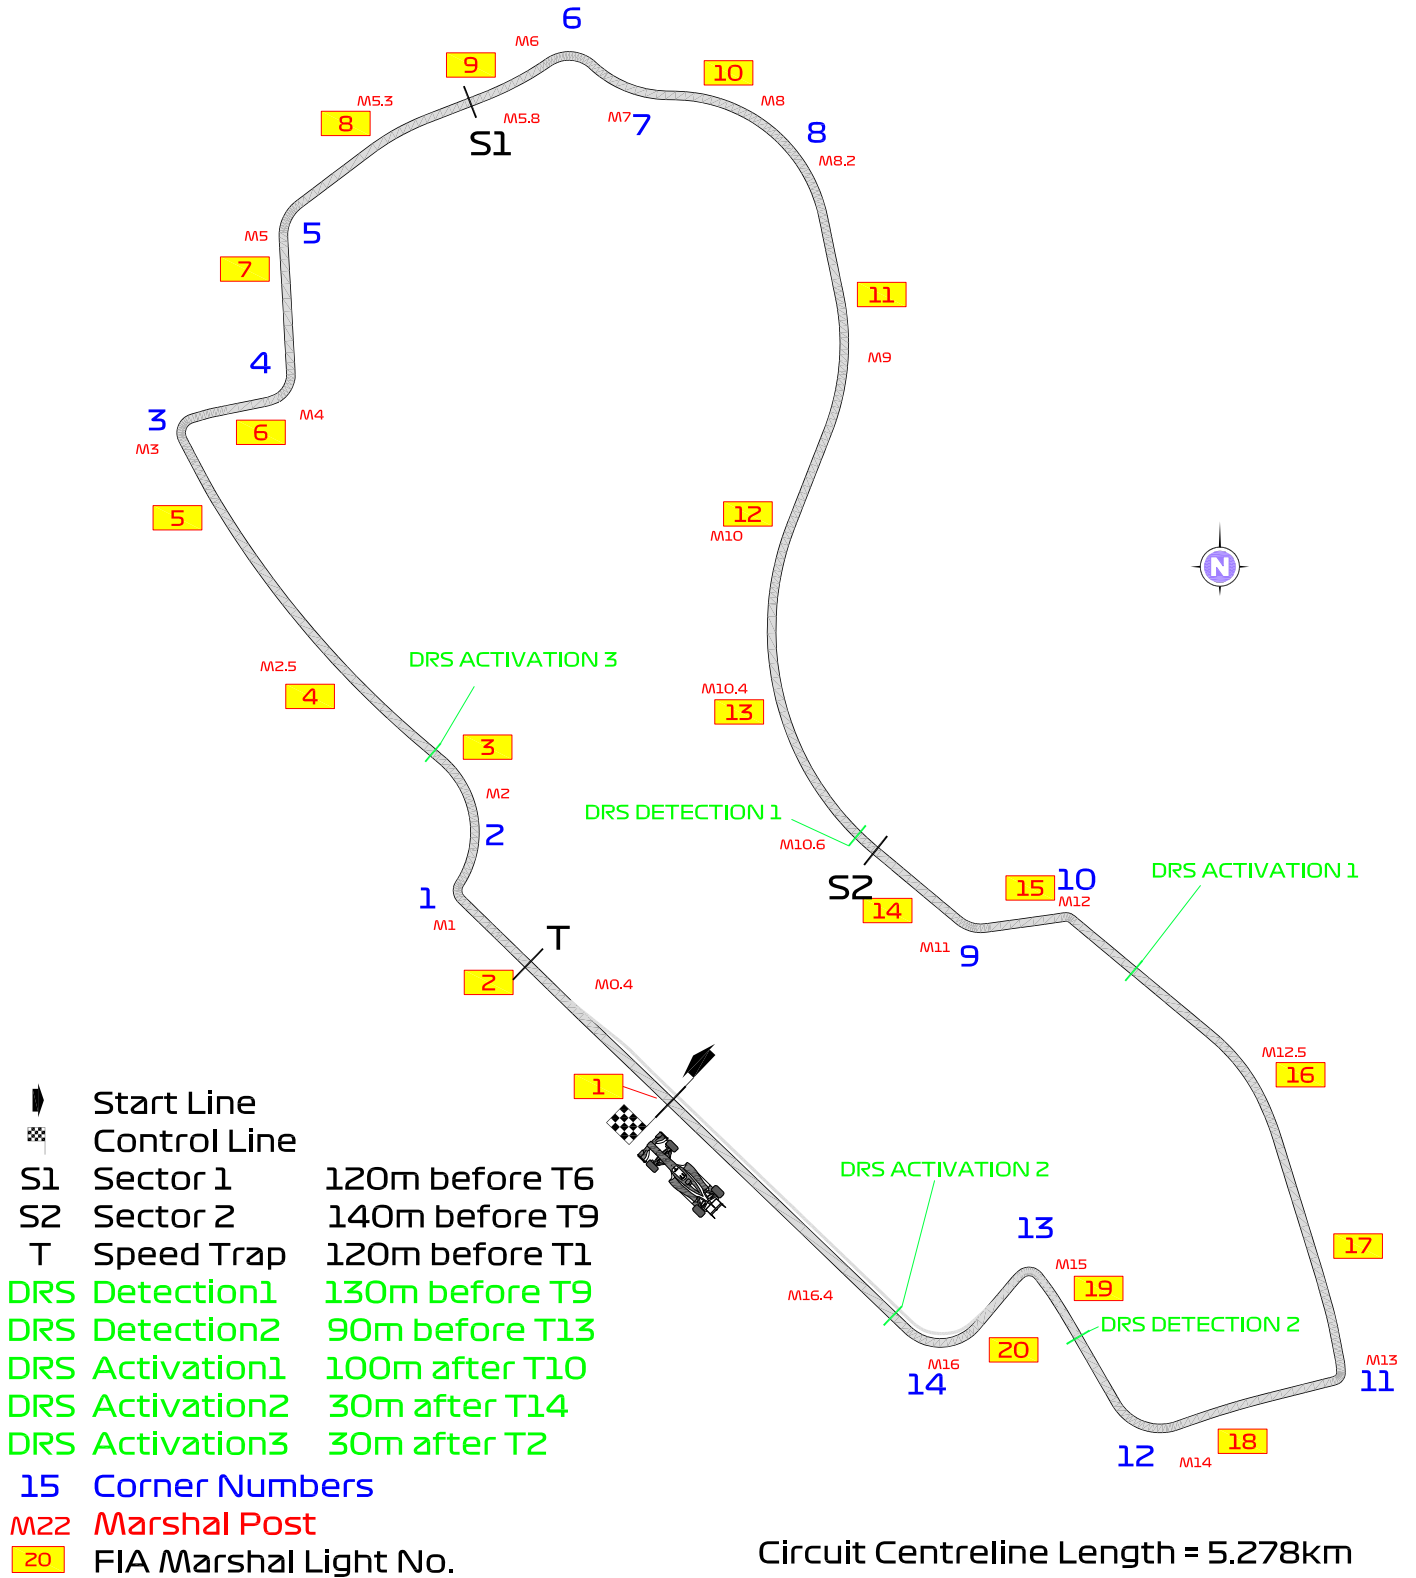 6
M6
9
10
M5.3
M8
8
M5.8
M7
7
8
S1
M8.2
5
M5
7
11
4
M9
3
M4
M3
6
5
12
M10
N
DRS ACTIVATION 3
M2.5
4
M10.4
13
3
M2
DRS DETECTION 1
2
M10.6
DRS ACTIVATION 1
10
S2
15
1
M12
14
M1
T
M11
9
2
M0.4
M12.5
16
1
DRS ACTIVATION 2
13
17
M15
19
M16.4
DRS DETECTION 2
20
M16
M13
14
11
18
12
M14
Start Line
Control Line
S1 Sector 1 120m before T6
S2 Sector 2 140m before T9
T Speed Trap 120m before T1
DRS Detection1 130m before T9
DRS Detection2 90m before T13
DRS Activation1 100m after T10
DRS Activation2 30m after T14
DRS Activation3 30m after T2
15 Corner Numbers
M22 Marshal Post
20 FIA Marshal Light No.
Circuit Centreline Length = 5.278km